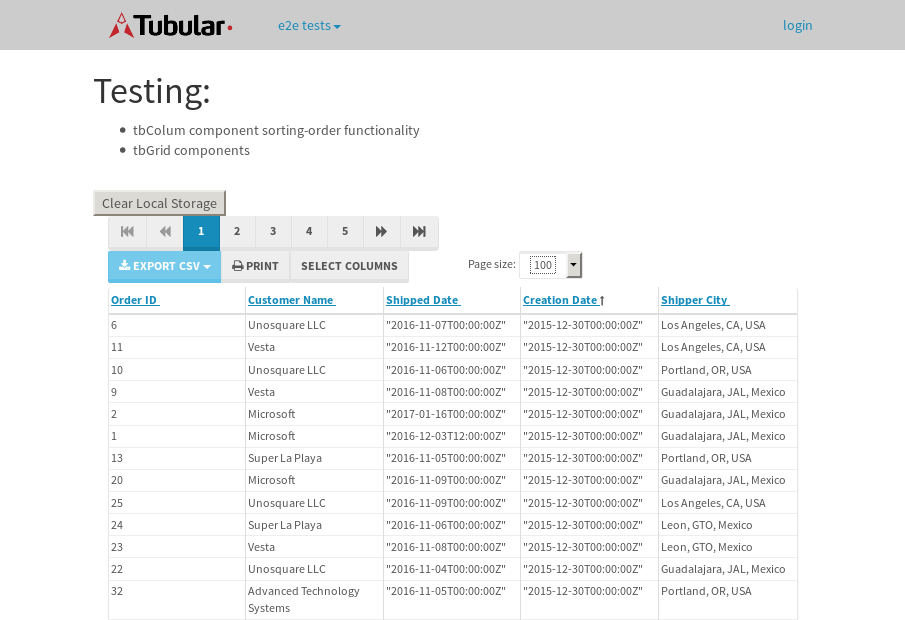 Tubular
e2e tests
login
Testing:
tbColum component sorting-order functionality
tbGrid components
Clear Local Storage
1 2 3 4 5
EXPORT CSV PRINT SELECT COLUMNS Page size: 100
Order ID Customer Name Shipped Date Creation Date Shipper City
6 Unosquare LLC "2016-11-07T00:00:00Z" "2015-12-30T00:00:00Z" Los Angeles, CA, USA
11 Vesta "2016-11-12T00:00:00Z" "2015-12-30T00:00:00Z" Los Angeles, CA, USA
10 Unosquare LLC "2016-11-06T00:00:00Z" "2015-12-30T00:00:00Z" Portland, OR, USA
9 Vesta "2016-11-08T00:00:00Z" "2015-12-30T00:00:00Z" Guadalajara, JAL, Mexico
2 Microsoft "2017-01-16T00:00:00Z" "2015-12-30T00:00:00Z" Guadalajara, JAL, Mexico
1 Microsoft "2016-12-03T12:00:00Z" "2015-12-30T00:00:00Z" Guadalajara, JAL, Mexico
13 Super La Playa "2016-11-05T00:00:00Z" "2015-12-30T00:00:00Z" Portland, OR, USA
20 Microsoft "2016-11-09T00:00:00Z" "2015-12-30T00:00:00Z" Guadalajara, JAL, Mexico
25 Unosquare LLC "2016-11-09T00:00:00Z" "2015-12-30T00:00:00Z" Los Angeles, CA, USA
24 Super La Playa "2016-11-06T00:00:00Z" "2015-12-30T00:00:00Z" Leon, GTO, Mexico
23 Vesta "2016-11-08T00:00:00Z" "2015-12-30T00:00:00Z" Leon, GTO, Mexico
22 Unosquare LLC "2016-11-04T00:00:00Z" "2015-12-30T00:00:00Z" Guadalajara, JAL, Mexico
32 Advanced Technology "2016-11-05T00:00:00Z" "2015-12-30T00:00:00Z" Portland, OR, USA
Systems